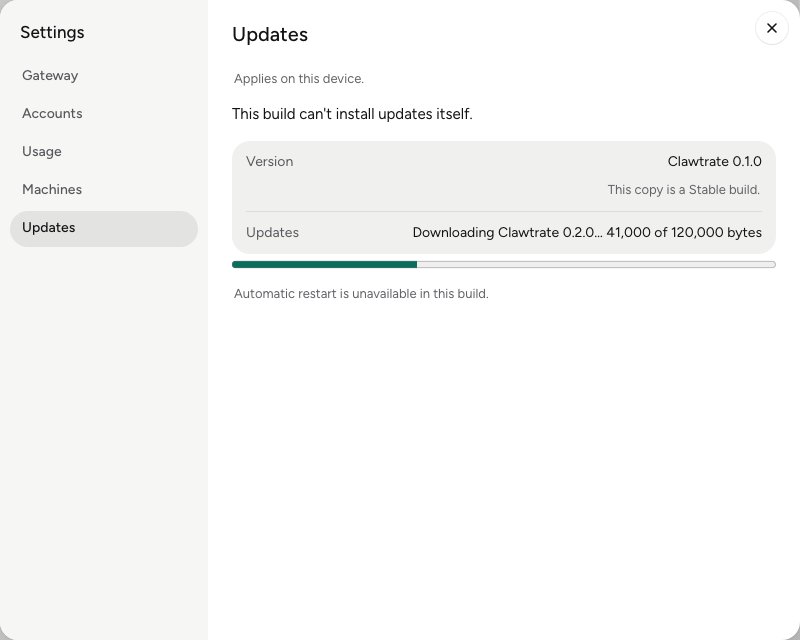 Settings
Gateway
Accounts
Usage
Machines
Updates
Updates
Applies on this device.
This build can't install updates itself.
Version
Clawtrate 0.1.0
This copy is a Stable build.
Updates
Downloading Clawtrate 0.2.0... 41,000 of 120,000 bytes
Automatic restart is unavailable in this build.